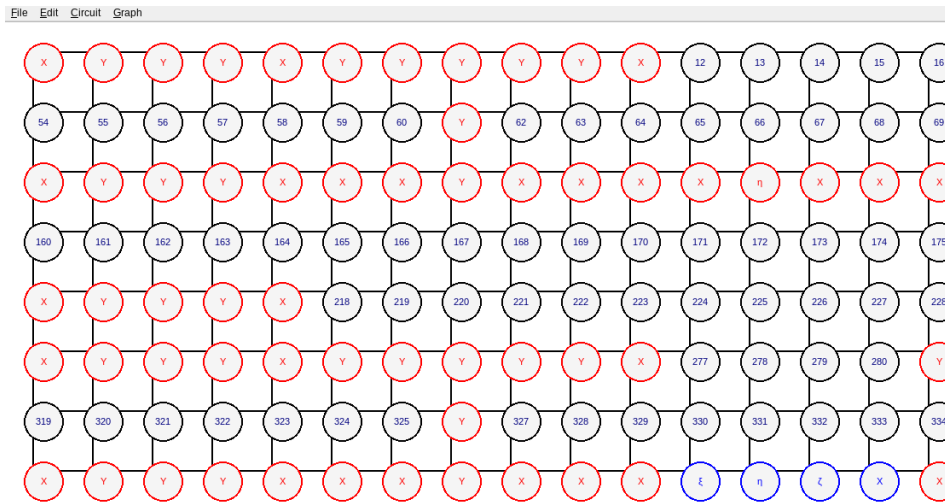 File Edit Circuit Graph
X Y Y Y X Y Y Y Y Y X 12 13 14 15 16
54 55 56 57 58 59 60 Y 62 63 64 65 66 67 68 69
X Y Y Y X X X Y X X X X η X X X
160 161 162 163 164 165 166 167 168 169 170 171 172 173 174 175
X Y Y Y X 218 219 220 221 222 223 224 225 226 227 228
X Y Y Y X Y Y Y Y Y X 277 278 279 280 Y
319 320 321 322 323 324 325 Y 327 328 329 330 331 332 333 334
X Y Y Y X X X Y X X X ξ η ζ X X